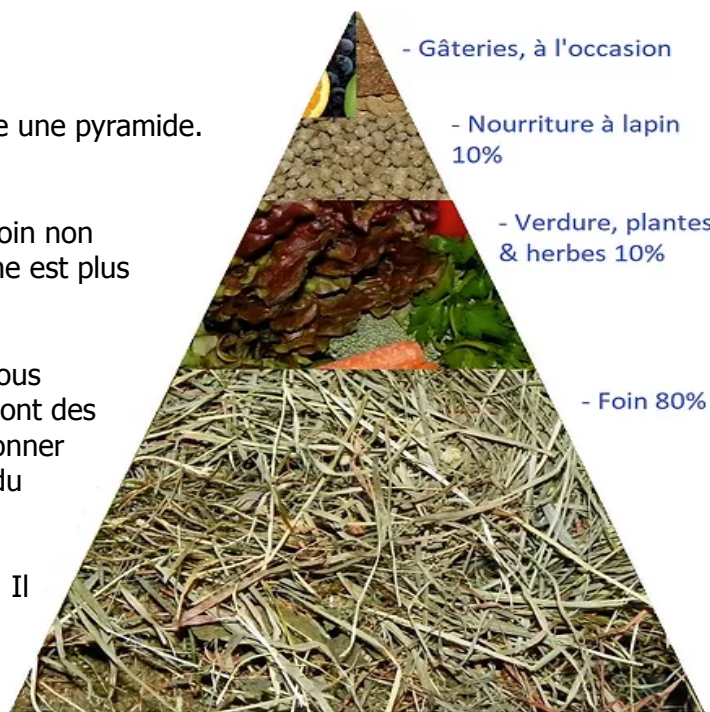 - Gâteries, à l'occasion
e une pyramide.
- Nourriture à lapin
10%
oin non
ne est plus
- Verdure, plantes
& herbes 10%
ous
ont des
onner
du
- Foin 80%
Il